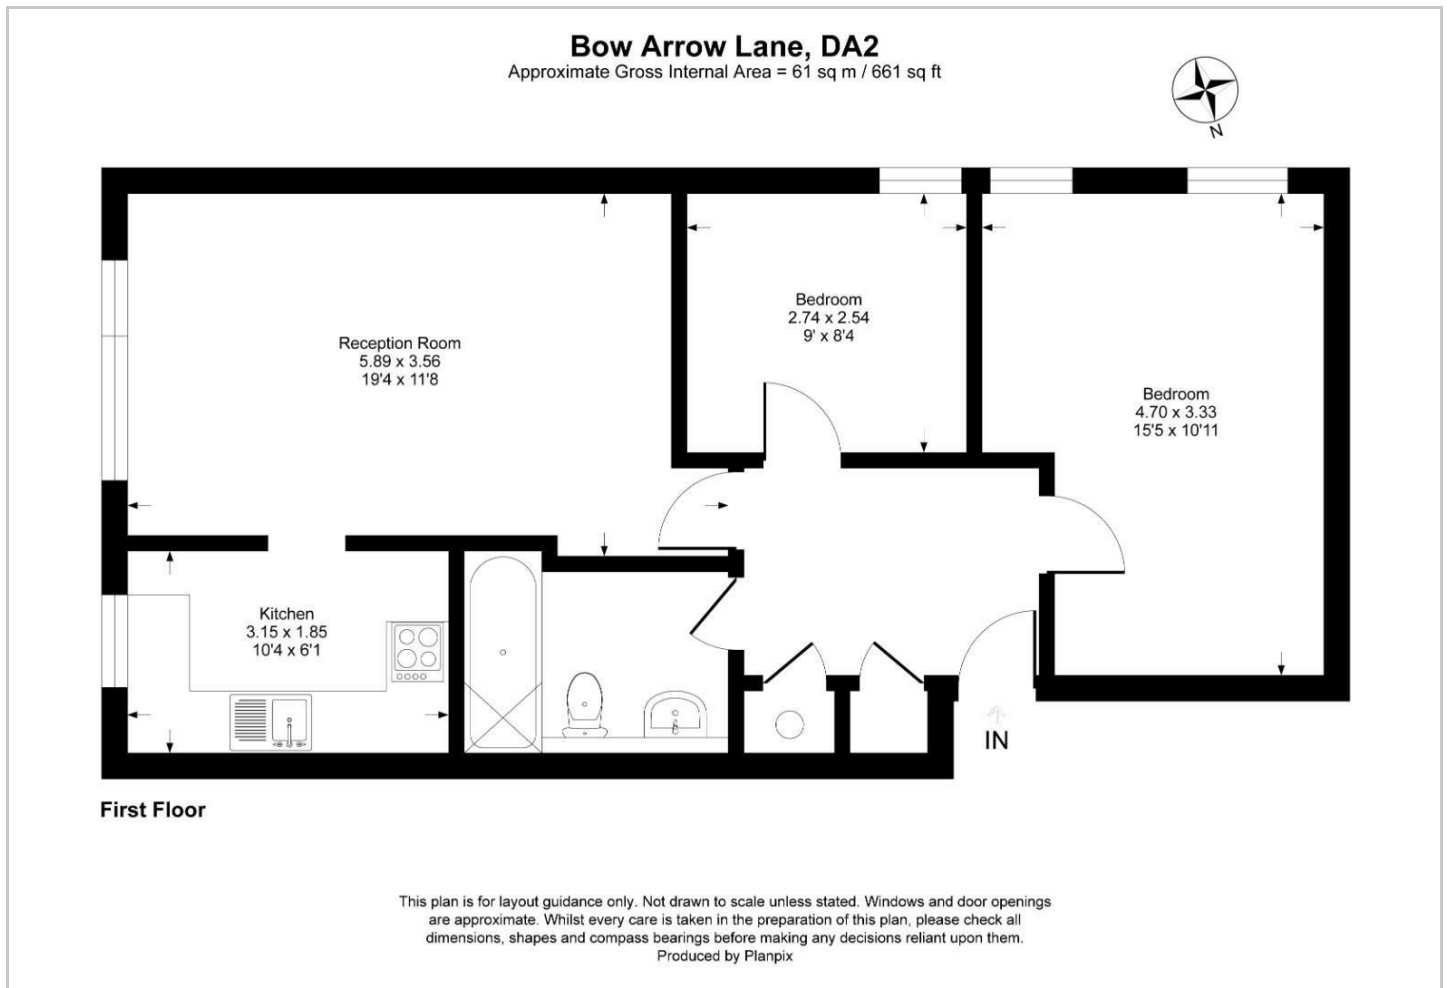 Bow Arrow Lane, DA2
Approximate Gross Internal Area = 61 sq m / 661 sq ft
N
Bedroom
2.74 x 2.54
9' x 8'4
Reception Room
5.89 x 3.56
19'4 x 11'8
Bedroom
4.70 x 3.33
15'5 x 10'11
Kitchen
3.15 x 1.85
10'4 x 6'1
IN
First Floor
This plan is for layout guidance only. Not drawn to scale unless stated. Windows and door openings
are approximate. Whilst every care is taken in the preparation of this plan, please check all
dimensions, shapes and compass bearings before making any decisions reliant upon them.
Produced by Planpix